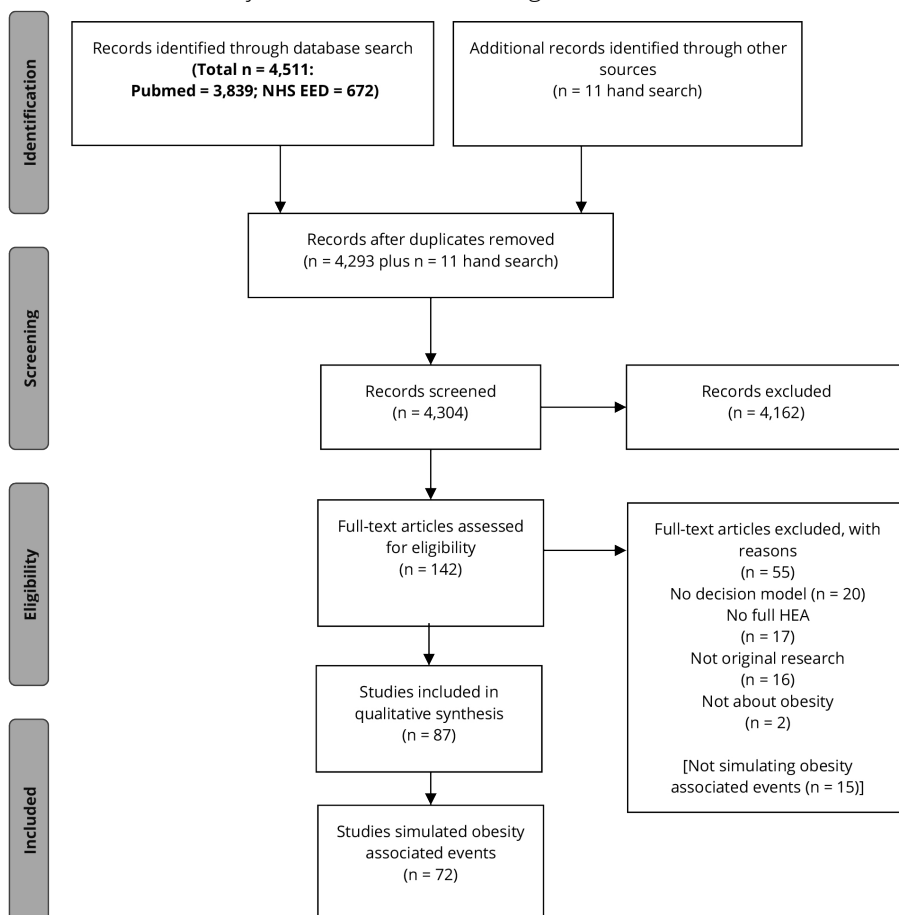 Identification
Records identified through database search
(Total n = 4,511:
Pubmed = 3,839; NHS EED = 672)
Additional records identified through other
sources
(n = 11 hand search)
Records after duplicates removed
(n = 4,293 plus n = 11 hand search)
Screening
Records screened
(n = 4,304)
Records excluded
(n = 4,162)
Eligibility
Full-text articles assessed
for eligibility
(n = 142)
Full-text articles excluded, with
reasons
(n = 55)
No decision model (n = 20)
No full HEA
(n = 17)
Not original research
(n = 16)
Not about obesity
(n = 2)
[Not simulating obesity
associated events (n = 15)]
Studies included in
qualitative synthesis
(n = 87)
Included
Studies simulated obesity
associated events
(n = 72)